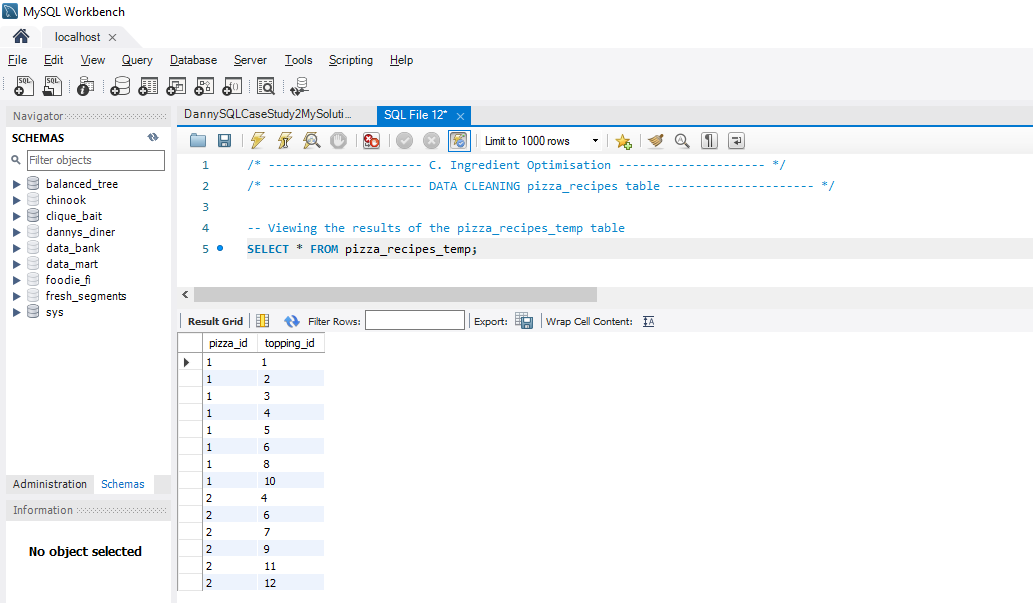 MySQL Workbench
localhost
File Edit View Query Database Server Tools Scripting Help
Navigator
SCHEMAS
Filter objects
balanced_tree
chinook
clique_bait
dannys_diner
data_bank
data_mart
foodie_fi
fresh_segments
sys
Administration Schemas
Information
No object selected
DannySQLCaseStudy2MySoluti... SQL File 12*
Limit to 1000 rows
1 /* ---------------------- C. Ingredient Optimisation --------------------- */
2 /* ---------------------- DATA CLEANING pizza_recipes table --------------------- */
3
4 -- Viewing the results of the pizza_recipes_temp table
5 SELECT * FROM pizza_recipes_temp;
Result Grid Filter Rows: Export: Wrap Cell Content:
pizza_id topping_id
1 1
1 2
1 3
1 4
1 5
1 6
1 8
1 10
2 4
2 6
2 7
2 9
2 11
2 12